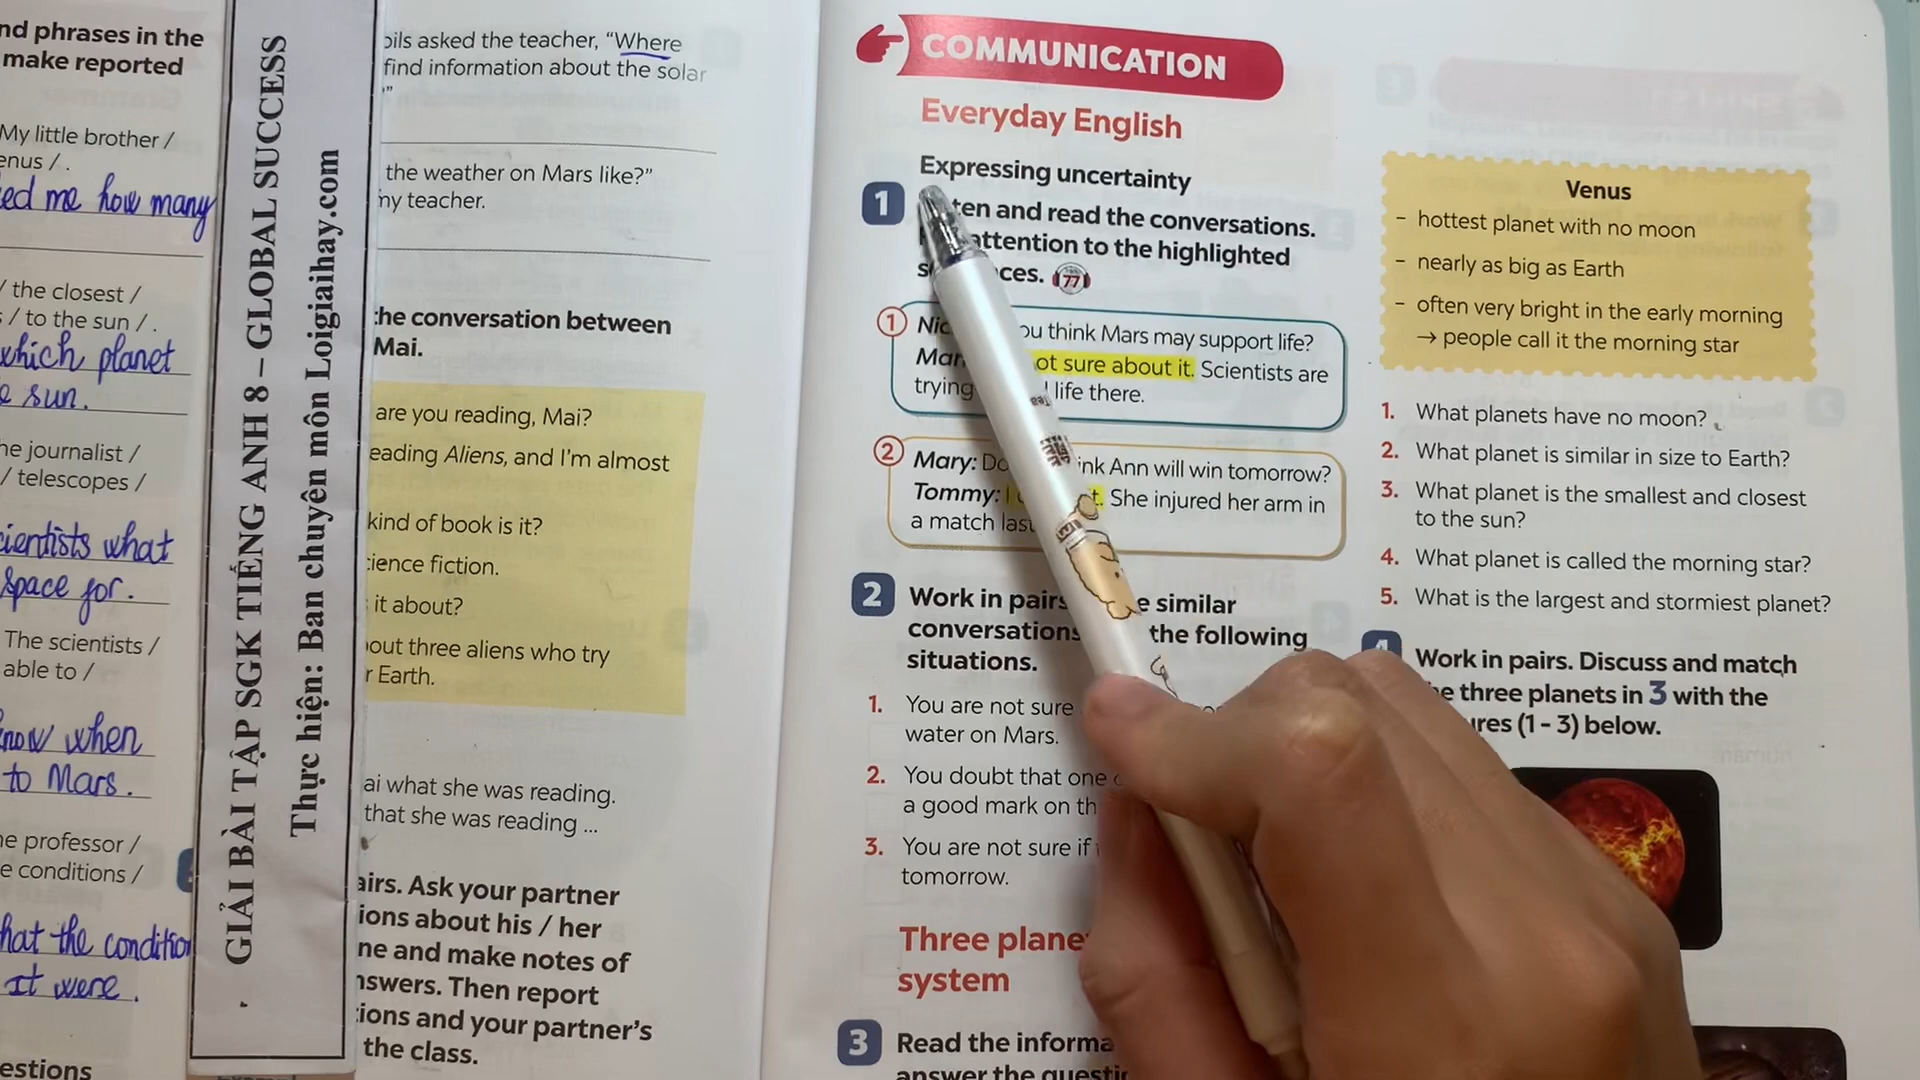 nd phrases in the
make reported
My little brother /
enus / .
ed me how many
/ the closest /
/ to the sun / .
which planet
sun.
he journalist /
/ telescopes /
cientists what
space for.
The scientists /
able to /
now when
to Mars.
he professor /
e conditions /
hat the condition
It were.
estions
GIẢI BÀI TẬP SGK TIẾNG ANH 8 – GLOBAL SUCCESS
Thực hiện: Ban chuyên môn Loigiaihay.com
pils asked the teacher, “Where
find information about the solar
”
the weather on Mars like?”
my teacher.
the conversation between
Mai.
are you reading, Mai?
eading Aliens, and I’m almost
kind of book is it?
cience fiction.
it about?
out three aliens who try
r Earth.
ai what she was reading.
that she was reading ...
airs. Ask your partner
ions about his / her
ne and make notes of
nswers. Then report
ions and your partner’s
the class.
COMMUNICATION
Everyday English
Expressing uncertainty
1 ten and read the conversations.
attention to the highlighted
ces. 77
1 Nic ou think Mars may support life?
Mar ot sure about it. Scientists are
trying life there.
2 Mary: Do ink Ann will win tomorrow?
Tommy: I t. She injured her arm in
a match las
2 Work in pairs e similar
conversations the following
situations.
1. You are not sure
water on Mars.
2. You doubt that one
a good mark on th
3. You are not sure if
tomorrow.
Three plane
system
3 Read the informa
answer the questi
Venus
– hottest planet with no moon
– nearly as big as Earth
– often very bright in the early morning
→ people call it the morning star
1. What planets have no moon?
2. What planet is similar in size to Earth?
3. What planet is the smallest and closest
to the sun?
4. What planet is called the morning star?
5. What is the largest and stormiest planet?
4 Work in pairs. Discuss and match
e three planets in 3 with the
ures (1 - 3) below.